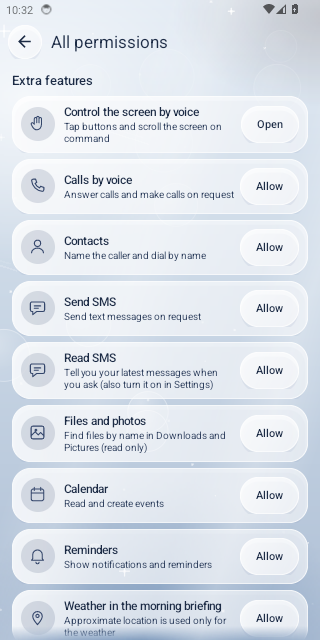 10:32
All permissions
Extra features
Control the screen by voice
Tap buttons and scroll the screen on
command
Open
Calls by voice
Answer calls and make calls on request
Allow
Contacts
Name the caller and dial by name
Allow
Send SMS
Send text messages on request
Allow
Read SMS
Tell you your latest messages when
you ask (also turn it on in Settings)
Allow
Files and photos
Find files by name in Downloads and
Pictures (read only)
Allow
Calendar
Read and create events
Allow
Reminders
Show notifications and reminders
Allow
Weather in the morning briefing
Approximate location is used only for
the weather
Allow